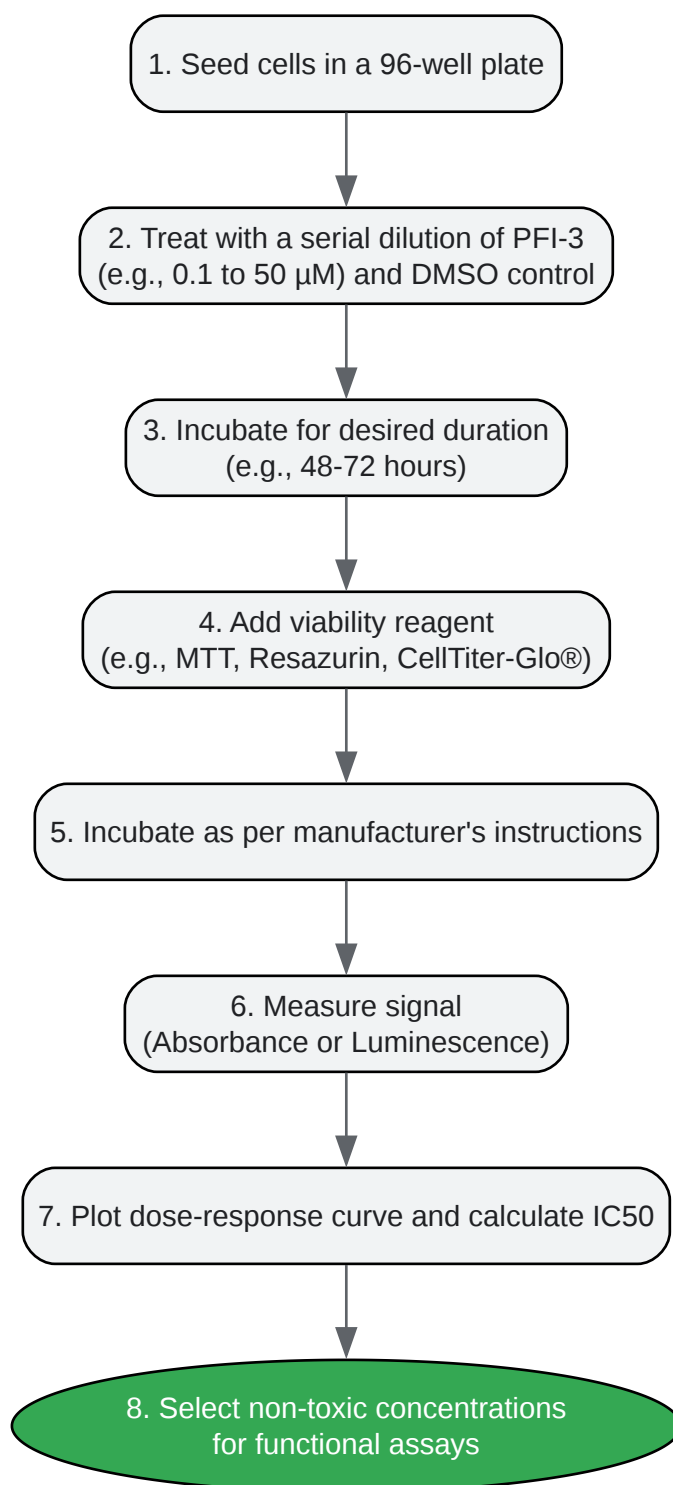 1. Seed cells in a 96-well plate
2. Treat with a serial dilution of PFI-3
(e.g., 0.1 to 50 µM) and DMSO control
3. Incubate for desired duration
(e.g., 48-72 hours)
4. Add viability reagent
(e.g., MTT, Resazurin, CellTiter-Glo®)
5. Incubate as per manufacturer's instructions
6. Measure signal
(Absorbance or Luminescence)
7. Plot dose-response curve and calculate IC50
8. Select non-toxic concentrations
for functional assays